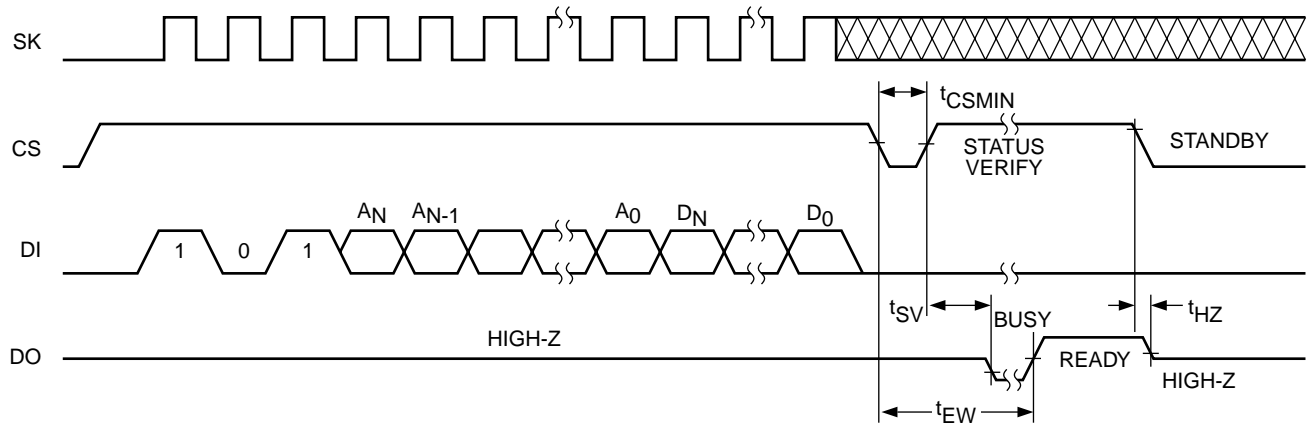 SK
tCSMIN
CS
STATUS
VERIFY
STANDBY
AN AN-1 A0 DN D0
DI 1 0 1
tSV BUSY tHZ
HIGH-Z
DO READY
HIGH-Z
tEW